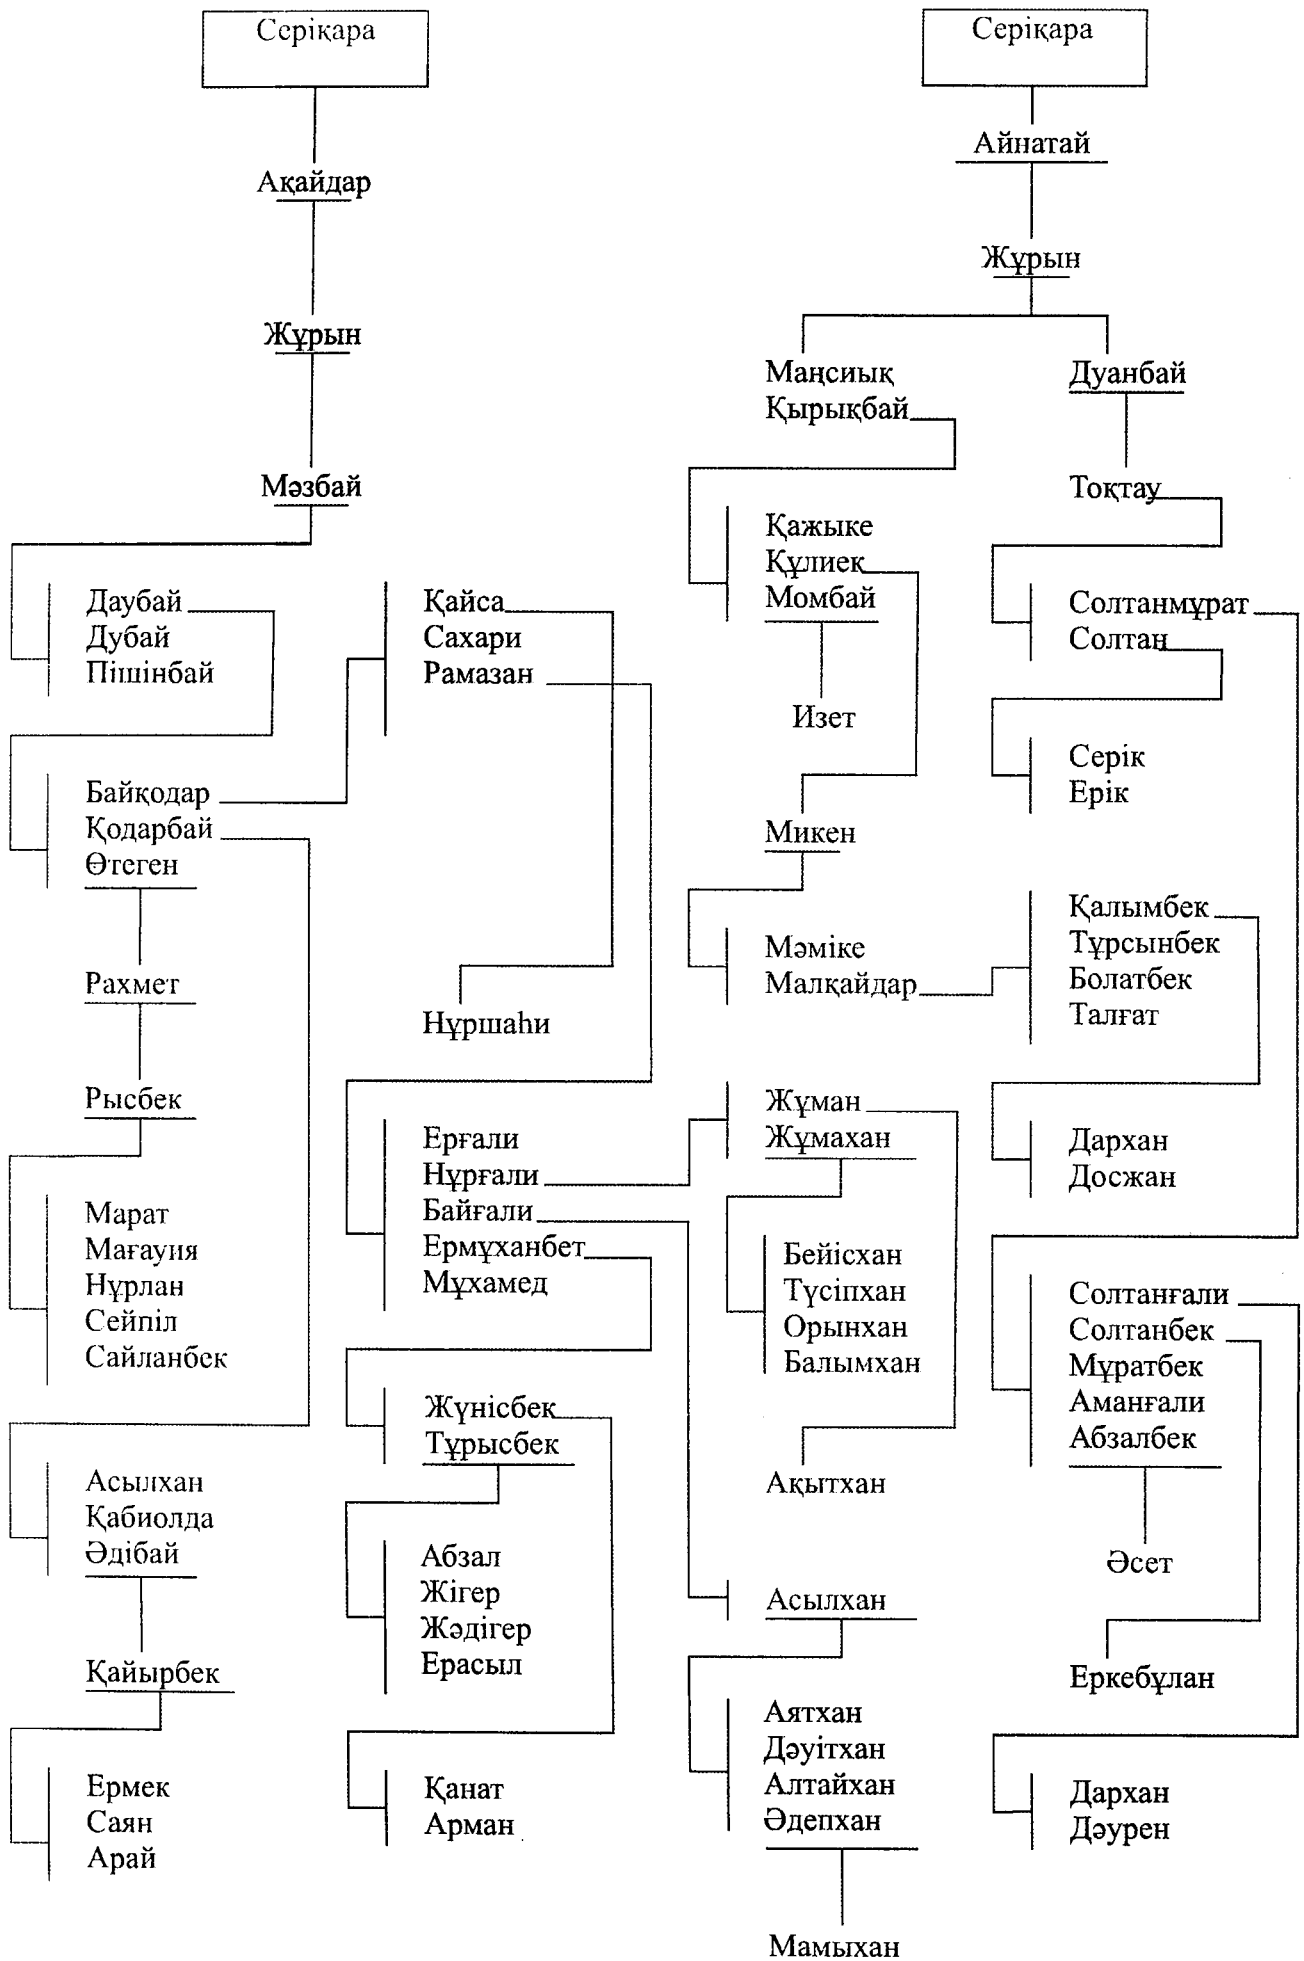 Серіқара
Ақайдар
Жұрын
Мәзбай
Даубай
Дубай
Пішінбай
Байқодар
Қодарбай
Өтеген
Рахмет
Рысбек
Марат
Мағауия
Нұрлан
Сейпіл
Сайланбек
Асылхан
Қабиолда
Әдібай
Қайырбек
Ермек
Саян
Арай
Қайса
Сахари
Рамазан
Нұршаһи
Ерғали
Нұрғали
Байғали
Ермұханбет
Мұхамед
Жүнісбек
Тұрысбек
Абзал
Жігер
Жәдігер
Ерасыл
Қанат
Арман
Серіқара
Айнатай
Жұрын
Маңсиық
Қырықбай
Қажыке
Құлиек
Момбай
Изет
Микен
Мәміке
Малқайдар
Жұман
Жұмахан
Бейісхан
Түсіпхан
Орынхан
Балымхан
Ақытхан
Асылхан
Аятхан
Дәуітхан
Алтайхан
Әдепхан
Мамыхан
Дуанбай
Тоқтау
Солтанмұрат
Солтан
Серік
Ерік
Қалымбек
Тұрсынбек
Болатбек
Талғат
Дархан
Досжан
Солтанғали
Солтанбек
Мұратбек
Аманғали
Абзалбек
Әсет
Еркебұлан
Дархан
Дәурен